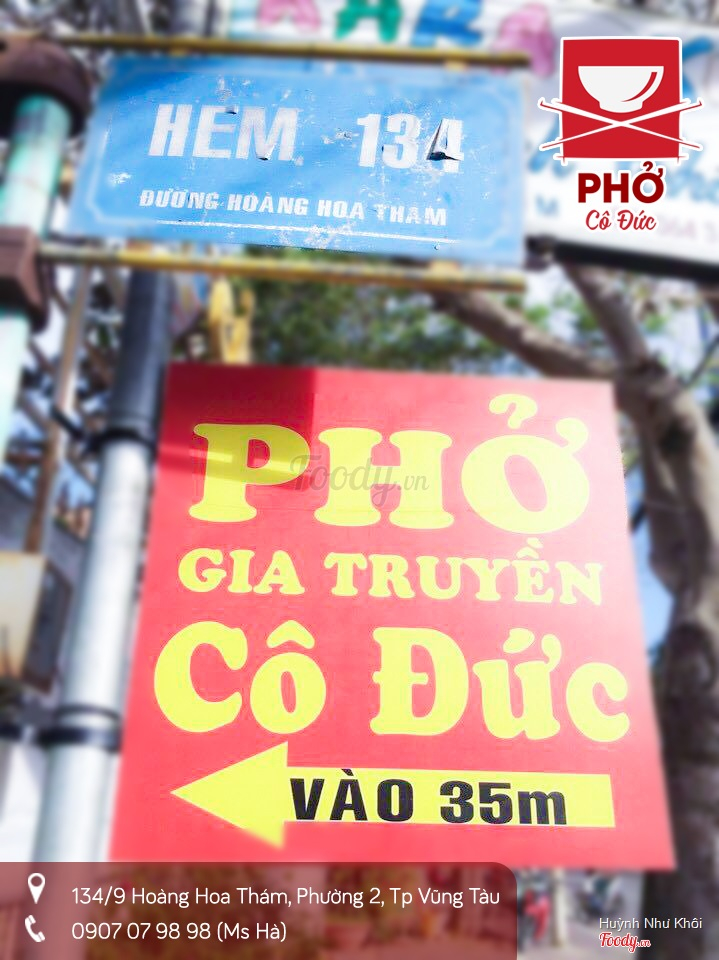 HẺM 134
ĐƯỜNG HOÀNG HOA THÁM
PHỞ
Cô Đức
PHỞ
Foody.vn
GIA TRUYỀN
Cô Đức
VÀO 35m
134/9 Hoàng Hoa Thám, Phường 2, Tp Vũng Tàu
0907 07 98 98 (Ms Hà)
Huỳnh Như Khôi
Foody.vn